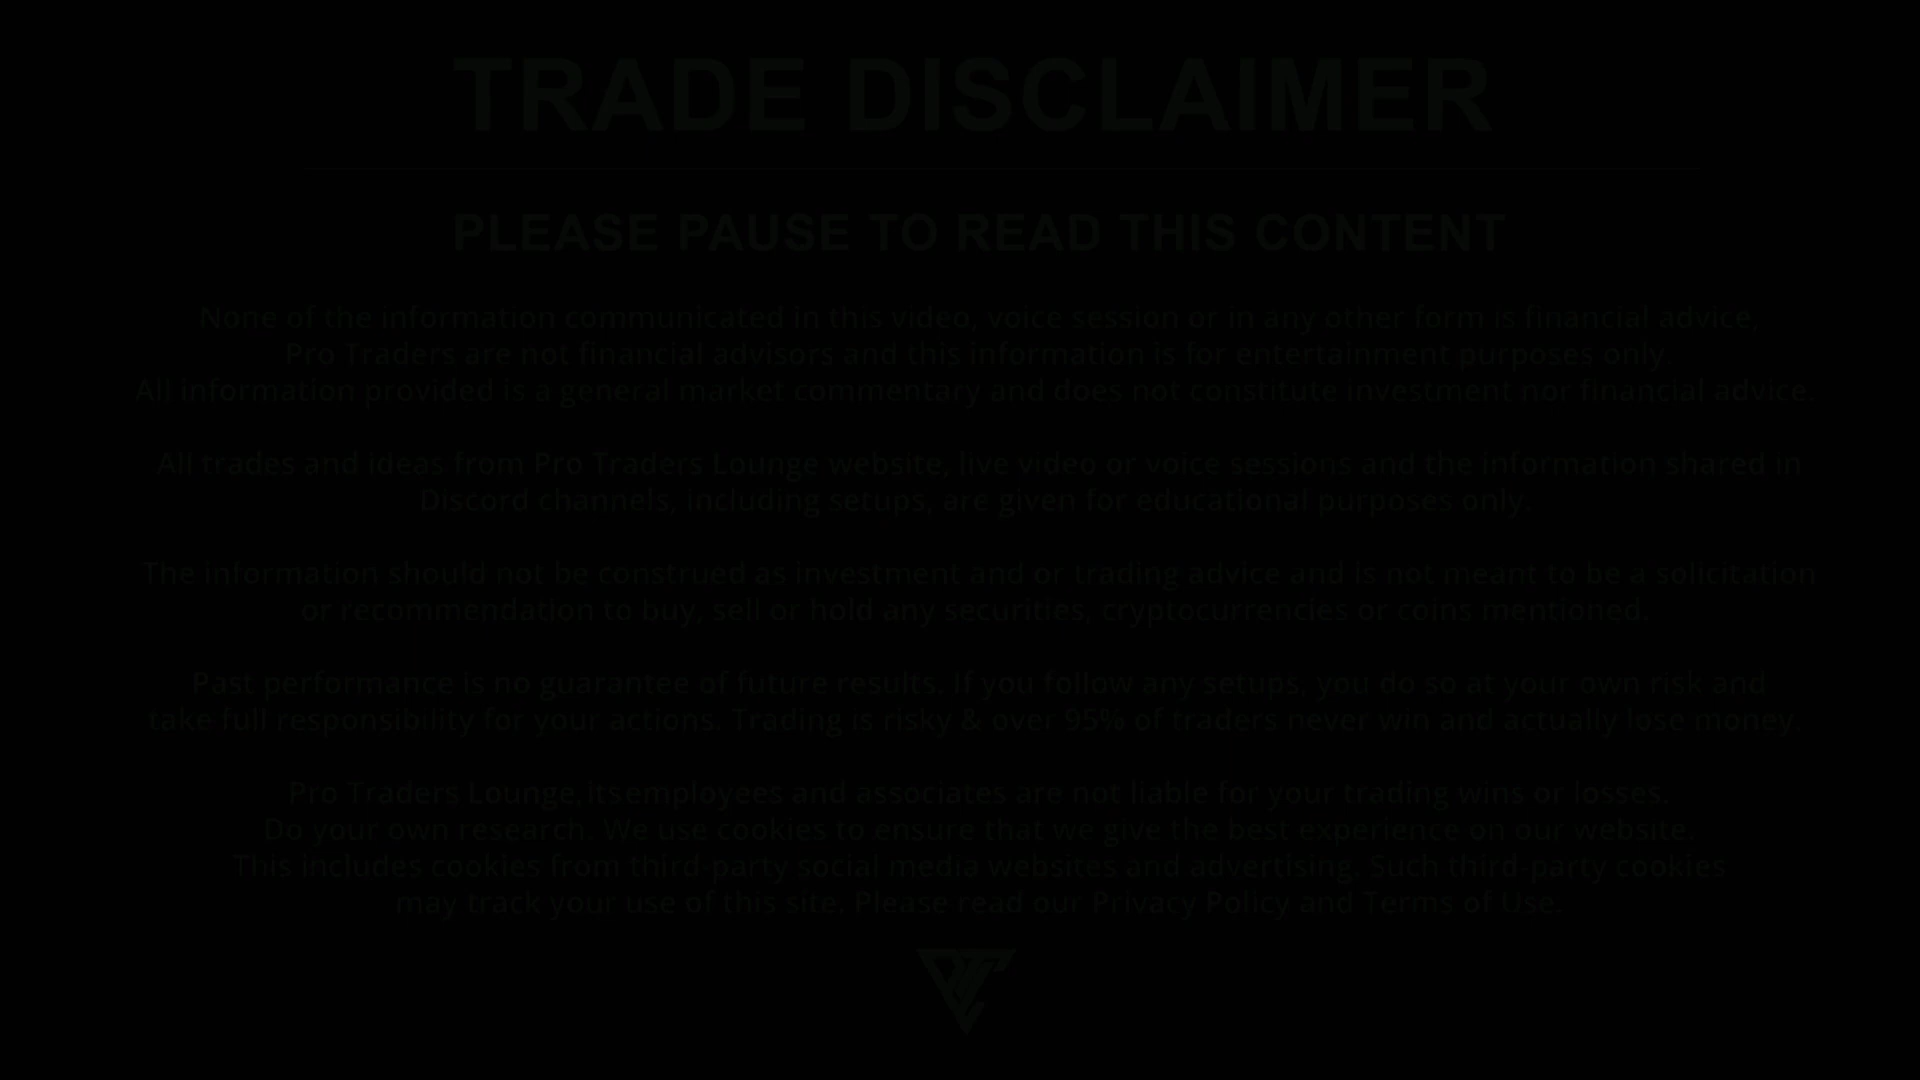 TRADE DISCLAIMER
PLEASE PAUSE TO READ THIS CONTENT
None of the information communicated in this video, voice session or in any other form is financial advice,
Pro Traders are not financial advisors and this information is for entertainment purposes only.
All information provided is a general market commentary and does not constitute investment nor financial advice.
All trades and ideas from Pro Traders Lounge website, live video or voice sessions and the information shared in
Discord channels, including setups, are given for educational purposes only.
The information should not be construed as investment and or trading advice and is not meant to be a solicitation
or recommendation to buy, sell or hold any securities, cryptocurrencies or coins mentioned.
Past performance is no guarantee of future results. If you follow any setups, you do so at your own risk and
take full responsibility for your actions. Trading is risky & over 95% of traders never win and actually lose money.
Pro Traders Lounge, its employees and associates are not liable for your trading wins or losses.
Do your own research. We use cookies to ensure that we give the best experience on our website.
This includes cookies from third-party social media websites and advertising. Such third-party cookies
may track your use of this site. Please read our Privacy Policy and Terms of Use.